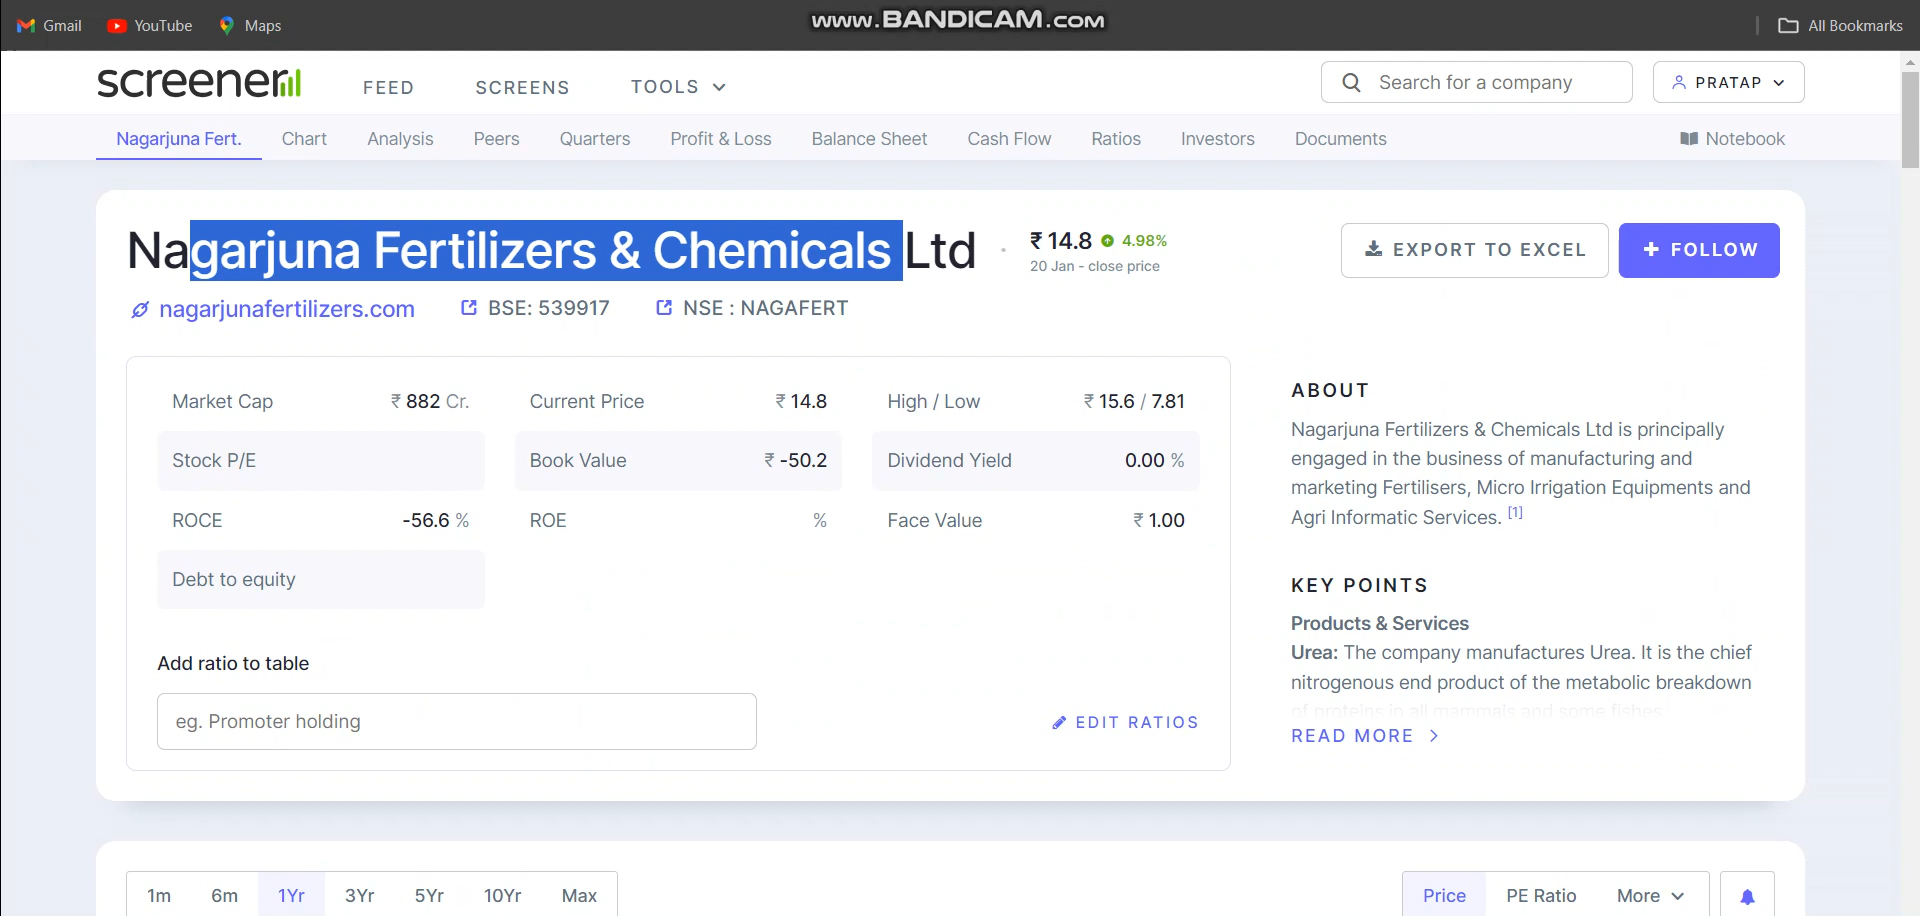 Gmail YouTube Maps www.BANDICAM.com All Bookmarks
screener FEED SCREENS TOOLS Search for a company PRATAP
Nagarjuna Fert. Chart Analysis Peers Quarters Profit & Loss Balance Sheet Cash Flow Ratios Investors Documents Notebook
Nagarjuna Fertilizers & Chemicals Ltd ₹ 14.8 4.98% EXPORT TO EXCEL + FOLLOW
20 Jan - close price
nagarjunafertilizers.com BSE: 539917 NSE : NAGAFERT
Market Cap ₹ 882 Cr. Current Price ₹ 14.8 High / Low ₹ 15.6 / 7.81
Stock P/E Book Value ₹ -50.2 Dividend Yield 0.00 %
ROCE -56.6 % ROE % Face Value ₹ 1.00
Debt to equity
Add ratio to table
eg. Promoter holding
EDIT RATIOS
ABOUT
Nagarjuna Fertilizers & Chemicals Ltd is principally
engaged in the business of manufacturing and
marketing Fertilisers, Micro Irrigation Equipments and
Agri Informatic Services. [1]
KEY POINTS
Products & Services
Urea: The company manufactures Urea. It is the chief
nitrogenous end product of the metabolic breakdown
of proteins in all mammals and some fishes.
READ MORE
1m 6m 1Yr 3Yr 5Yr 10Yr Max Price PE Ratio More